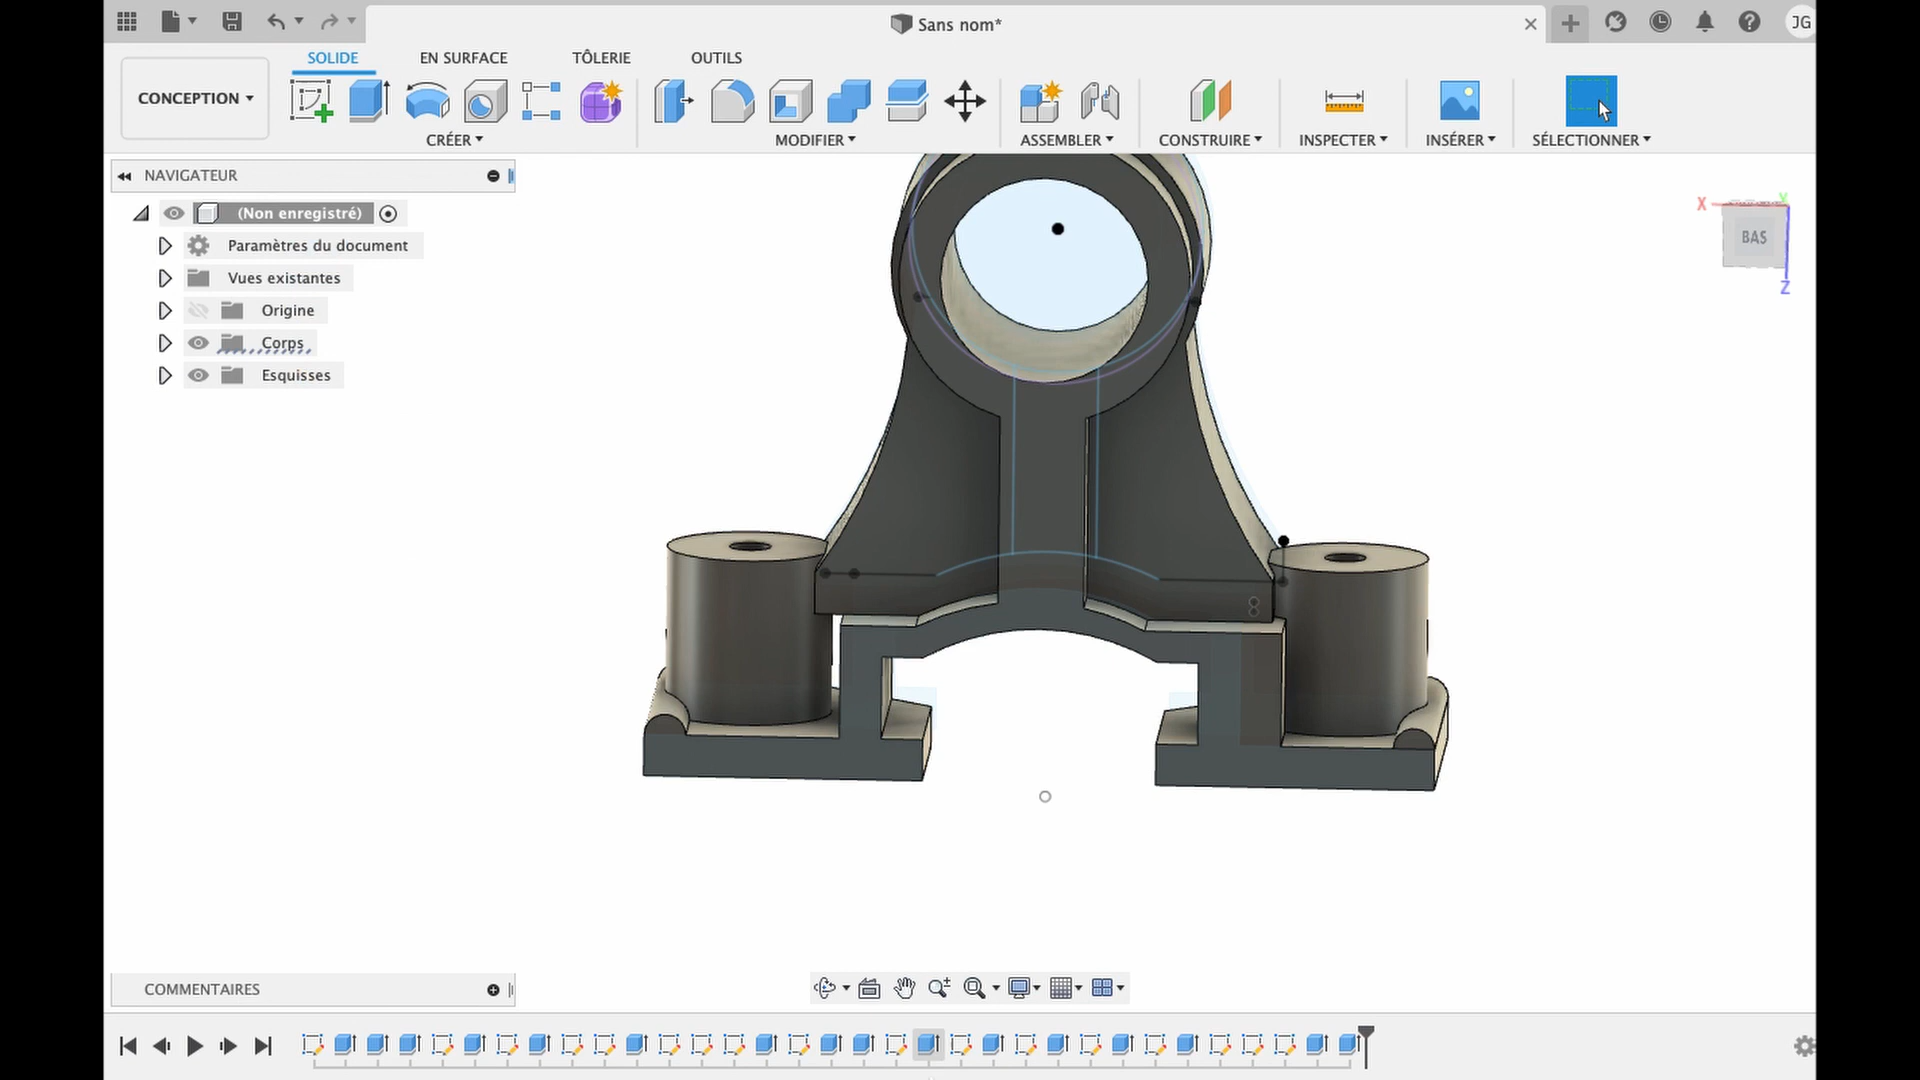 Sans nom*
JG
SOLIDE
EN SURFACE
TÔLERIE
OUTILS
CONCEPTION
CRÉER
MODIFIER
ASSEMBLER
CONSTRUIRE
INSPECTER
INSÉRER
SÉLECTIONNER
NAVIGATEUR
(Non enregistré)
Paramètres du document
Vues existantes
Origine
Corps
Esquisses
X
Y
BAS
Z
COMMENTAIRES